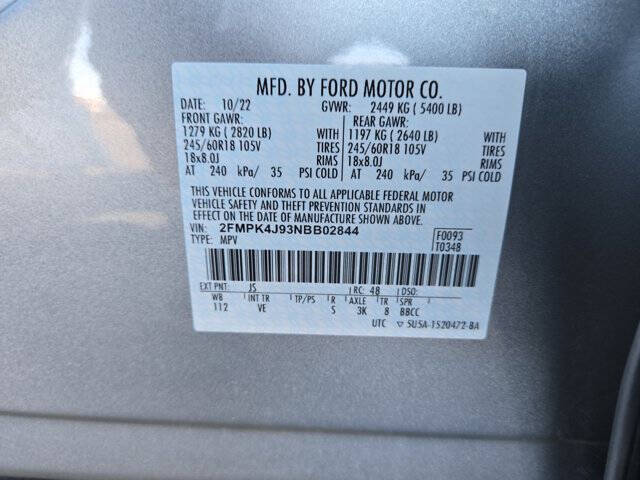 MFD. BY FORD MOTOR CO.
DATE: 10/22 GVWR: 2449 KG ( 5400 LB)
FRONT GAWR: REAR GAWR:
1279 KG ( 2820 LB) WITH 1197 KG ( 2640 LB) WITH
245/60R18 105V TIRES 245/60R18 105V TIRES
18x8.0J RIMS 18x8.0J RIMS
AT 240 kPa/ 35 PSI COLD AT 240 kPa/ 35 PSI COLD
THIS VEHICLE CONFORMS TO ALL APPLICABLE FEDERAL MOTOR
VEHICLE SAFETY AND THEFT PREVENTION STANDARDS IN
EFFECT ON THE DATE OF MANUFACTURE SHOWN ABOVE.
VIN: 2FMPK4J93NBB02844 F0093
TYPE: MPV T0348
EXT PNT: JS RC: 48 DSO:
WB INT TR TP/PS R AXLE TR SPR
112 VE S 3K 8 BBCC
UTC ▽ 5U5A-1520472-BA